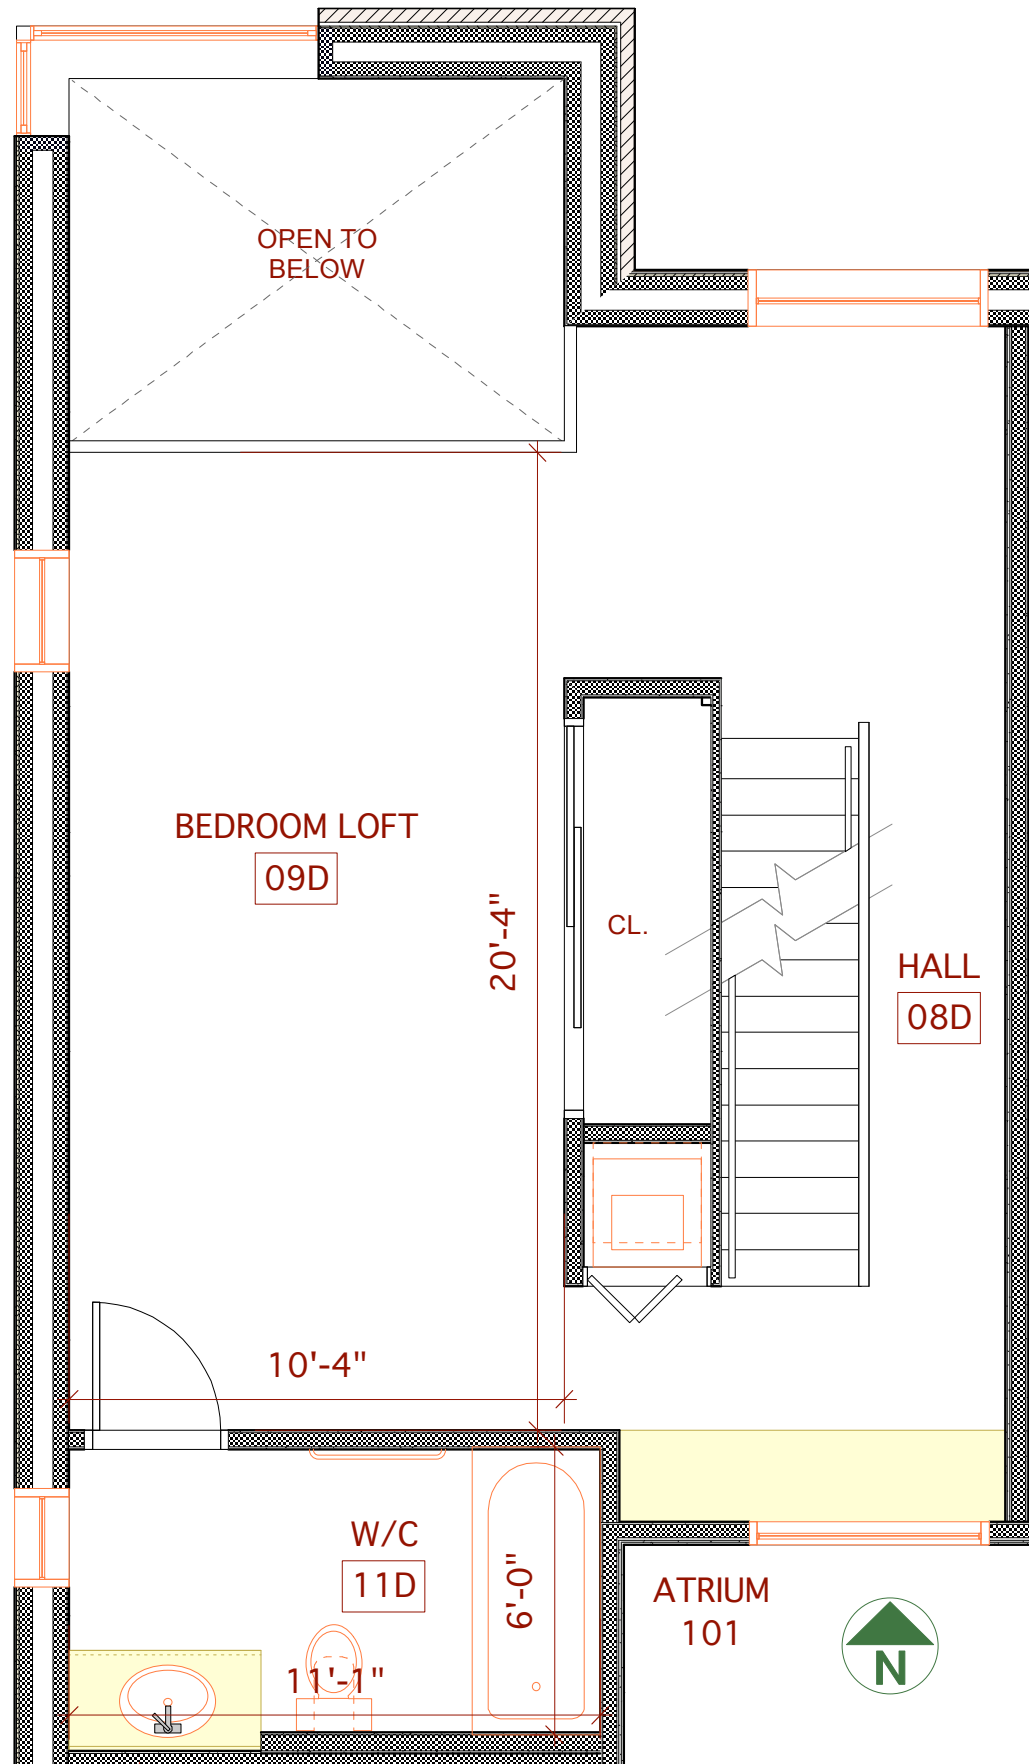 OPEN TO
BELOW
BEDROOM LOFT
09D
20'-4"
CL.
HALL
08D
10'-4"
W/C
11D
6'-0"
11'-1"
ATRIUM
101
N